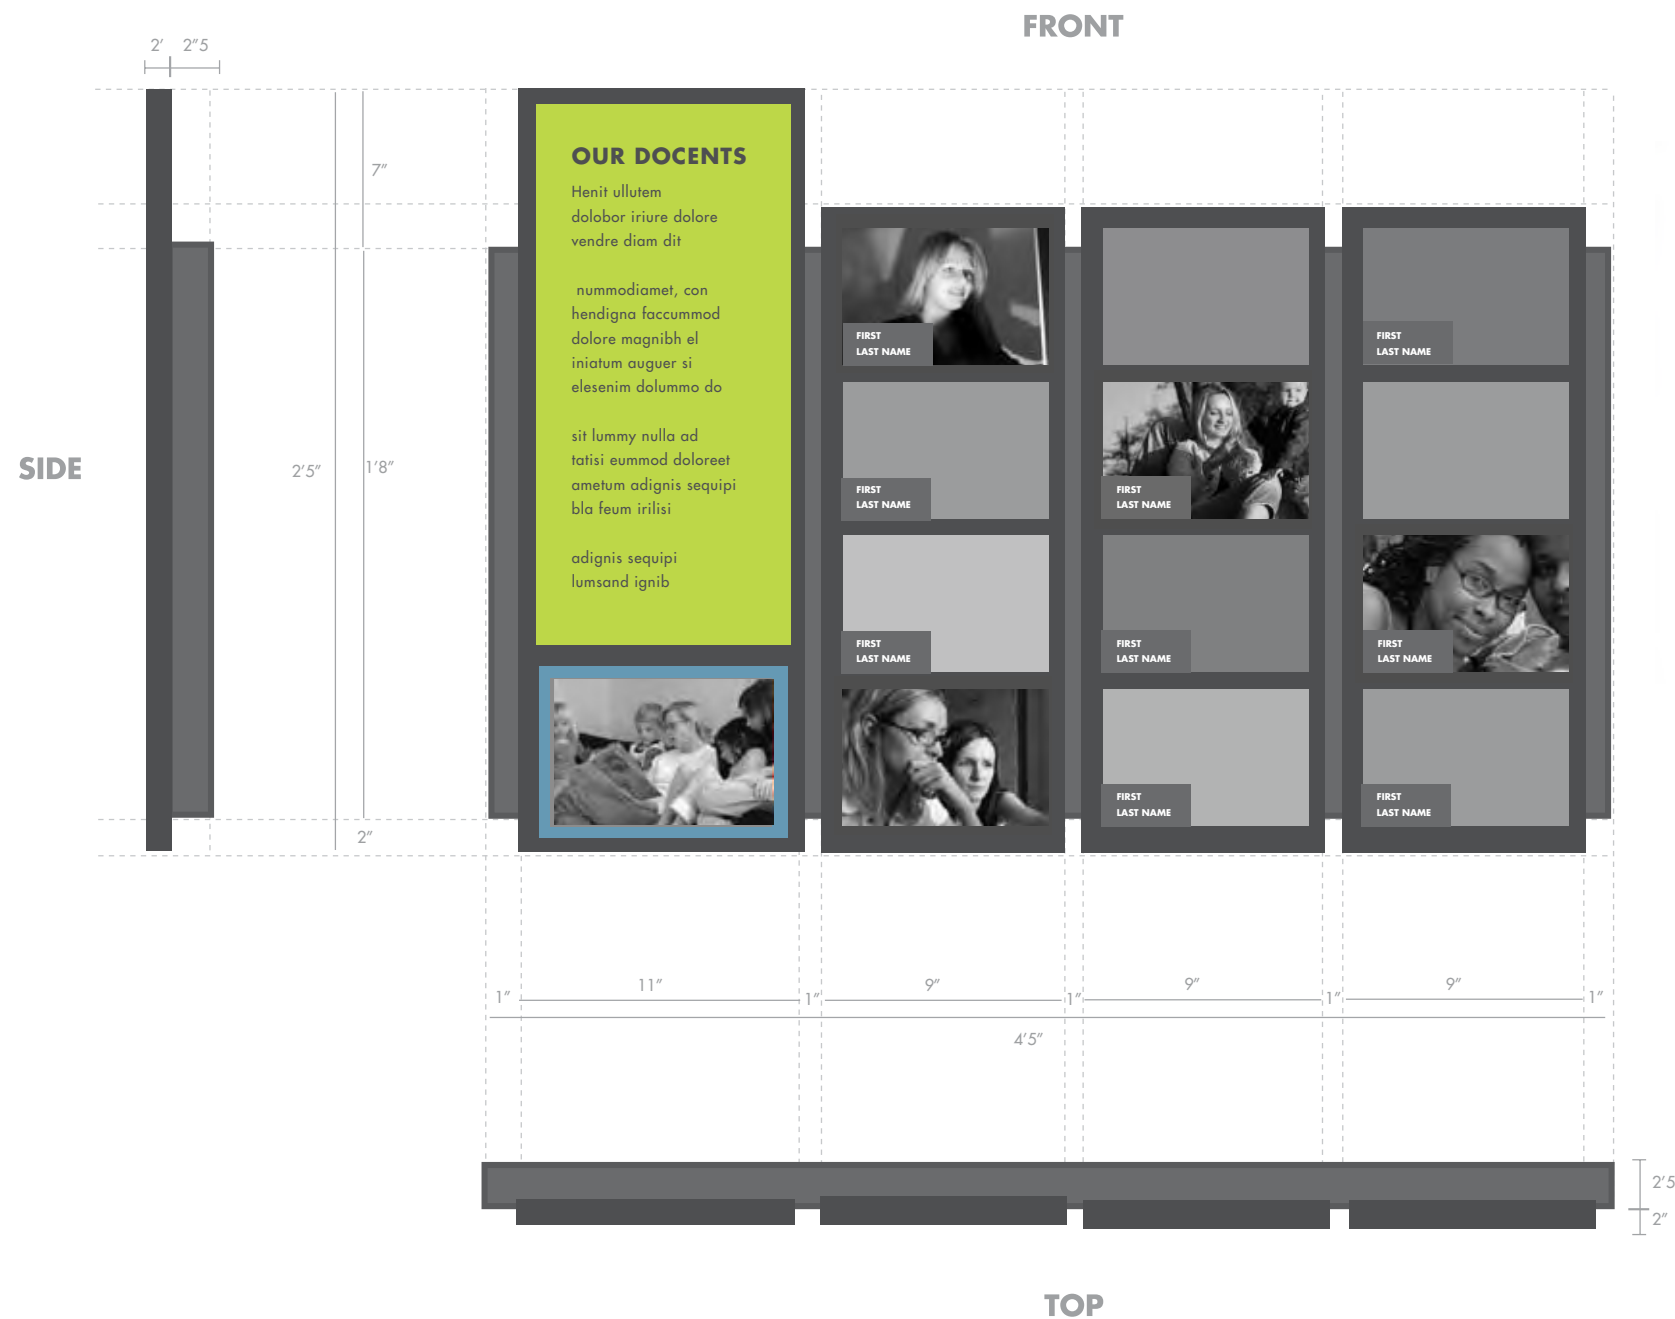 FRONT
2’ 2”5
7”
SIDE
2’5”
1’8”
2”
OUR DOCENTS
Henit ullutem
dolobor iriure dolore
vendre diam dit
nummodiamet, con
hendigna faccummod
dolore magnibh el
iniatum auguer si
elesenim dolummo do
sit lummy nulla ad
tatisi eummod doloreet
ametum adignis sequipi
bla feum irilisi
adignis sequipi
lumsand ignib
FIRST
LAST NAME
FIRST
LAST NAME
FIRST
LAST NAME
FIRST
LAST NAME
FIRST
LAST NAME
FIRST
LAST NAME
FIRST
LAST NAME
FIRST
LAST NAME
FIRST
LAST NAME
1” 11” 1” 9” 1” 9” 1” 9” 1”
4’5”
2’5
2”
TOP